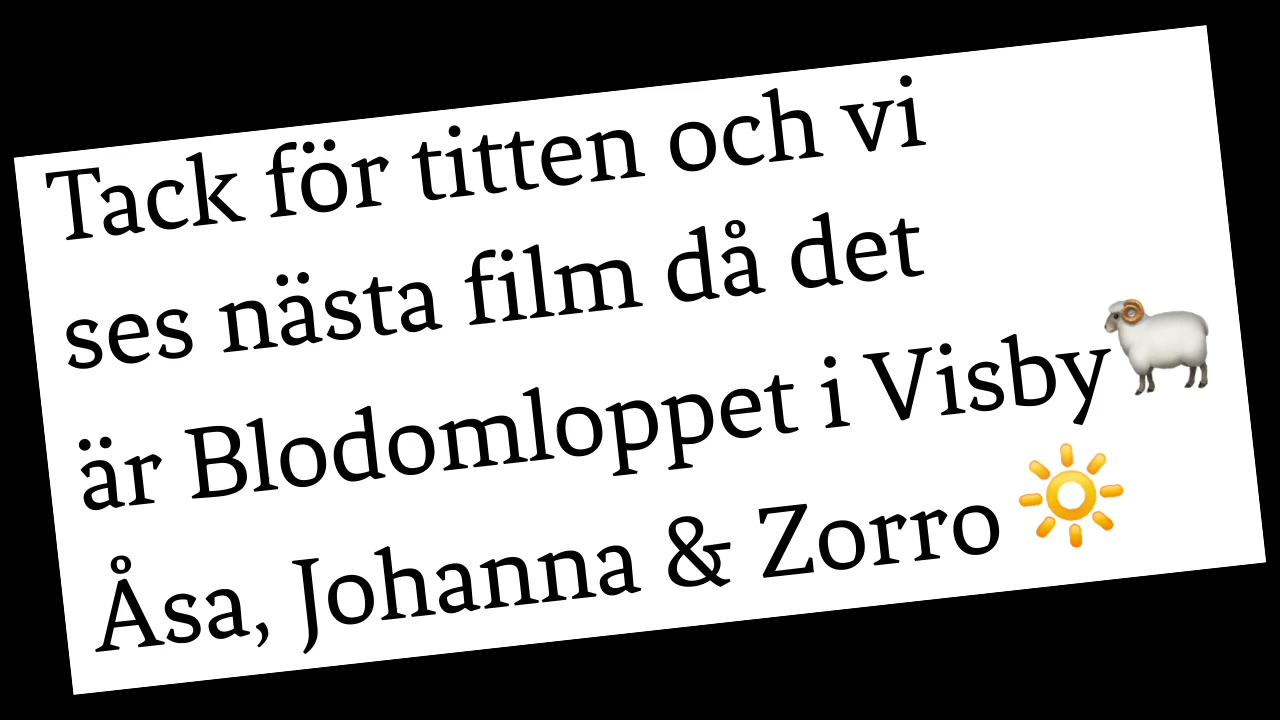 Tack för titten och vi
ses nästa film då det
är Blodomloppet i Visby🐏
Åsa, Johanna & Zorro 🔆